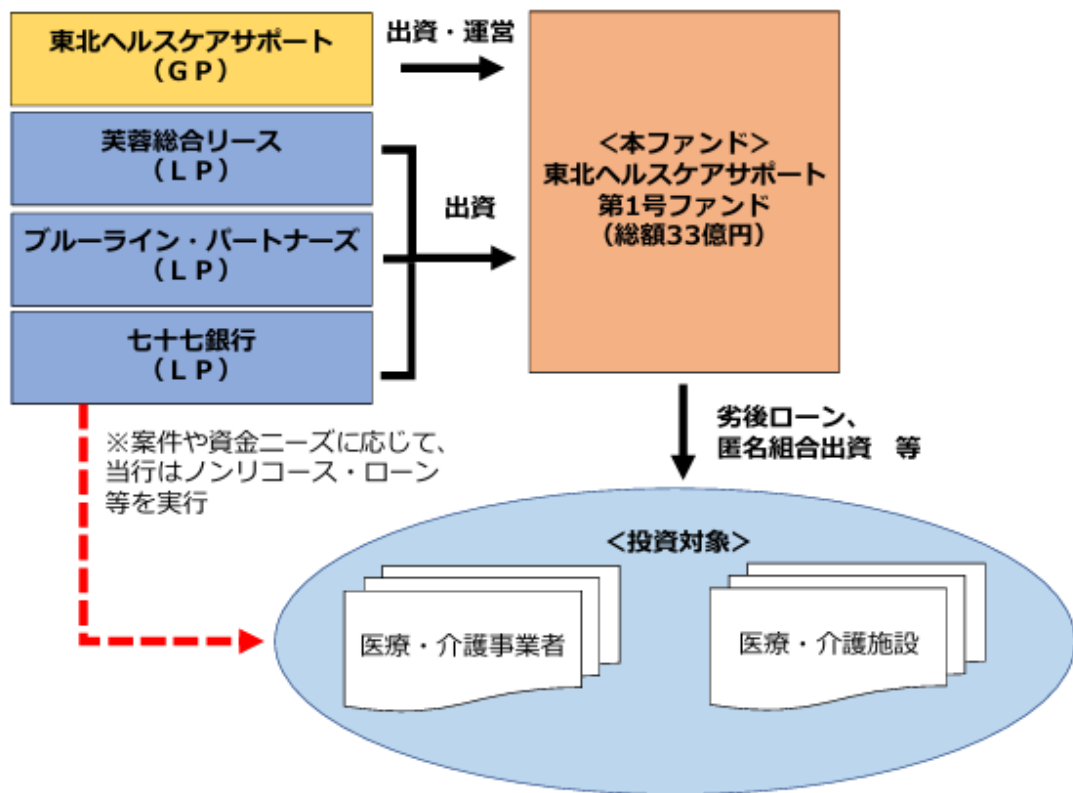 東北ヘルスケアサポート
（ＧＰ）
出資・運営
芙蓉総合リース
（ＬＰ）
ブルーライン・パートナーズ
（ＬＰ）
七十七銀行
（ＬＰ）
出資
＜本ファンド＞
東北ヘルスケアサポート
第1号ファンド
（総額33億円）
※案件や資金ニーズに応じて、
当行はノンリコース・ローン
等を実行
劣後ローン、
匿名組合出資　等
＜投資対象＞
医療・介護事業者
医療・介護施設